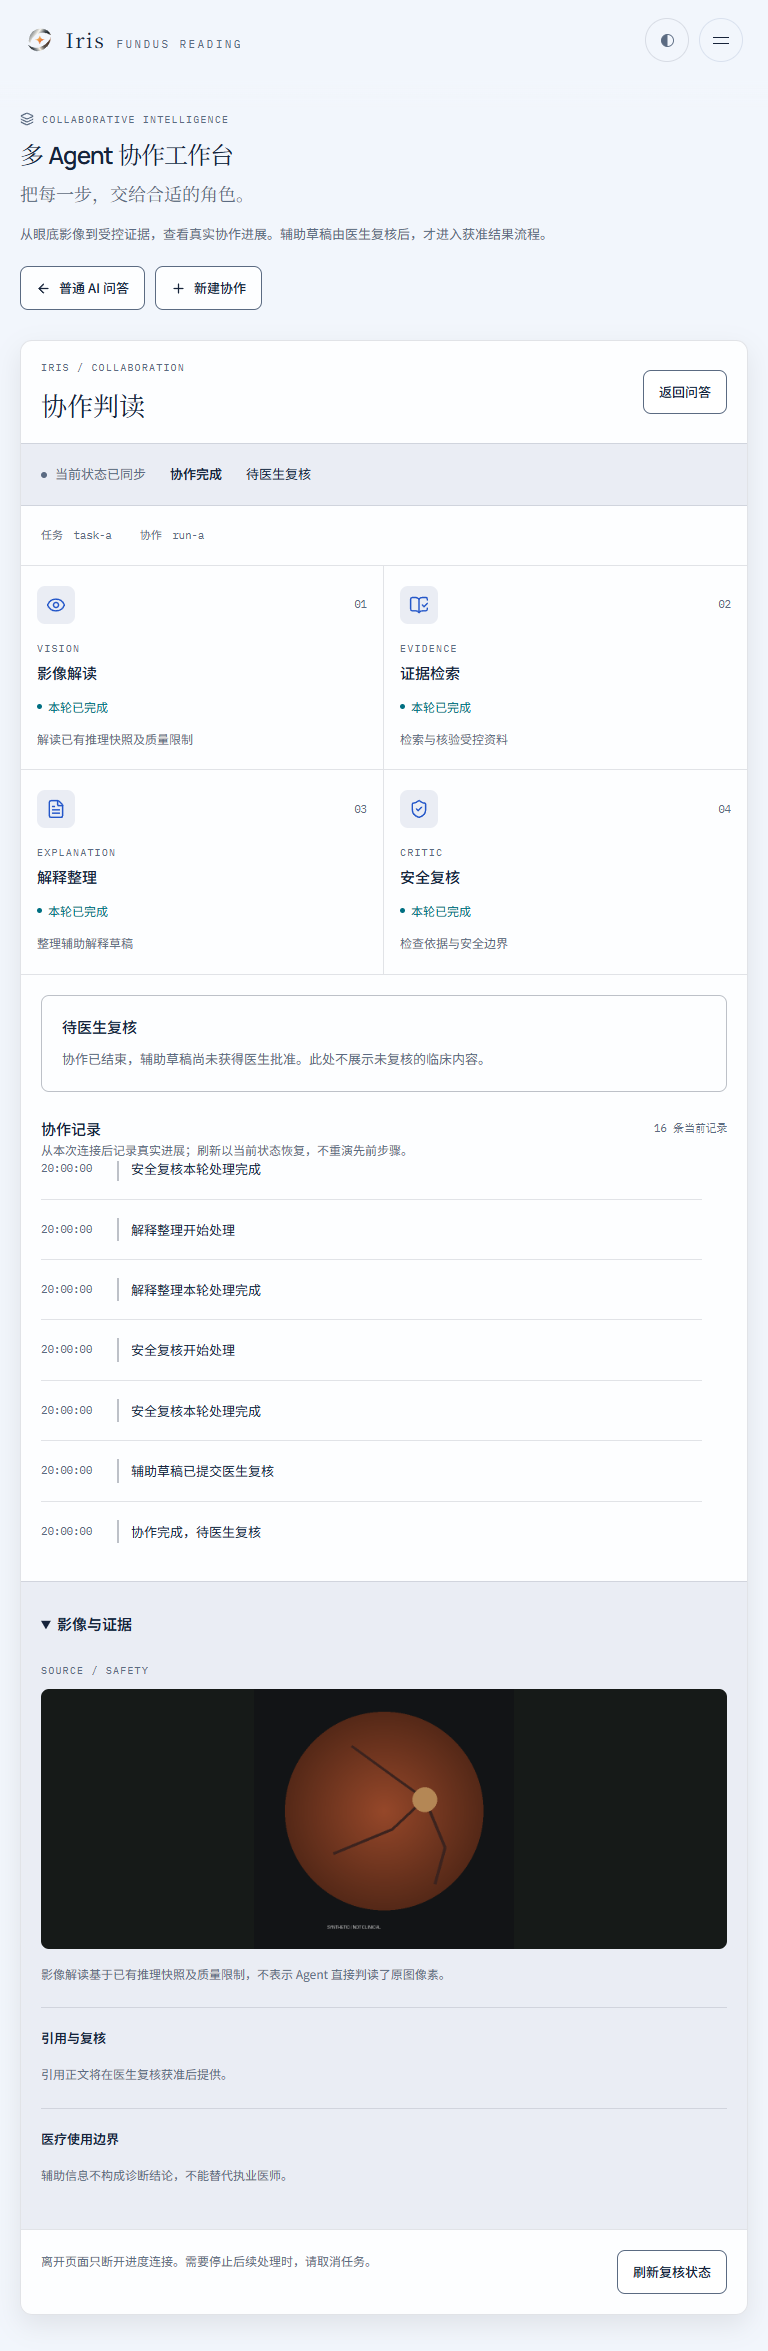 Iris FUNDUS READING
COLLABORATIVE INTELLIGENCE
多 Agent 协作工作台
把每一步，交给合适的角色。
从眼底影像到受控证据，查看真实协作进展。辅助草稿由医生复核后，才进入获准结果流程。
普通 AI 问答
新建协作
IRIS / COLLABORATION
协作判读
返回问答
当前状态已同步 协作完成 待医生复核
任务 task-a 协作 run-a
01
VISION
影像解读
本轮已完成
解读已有推理快照及质量限制
02
EVIDENCE
证据检索
本轮已完成
检索与核验受控资料
03
EXPLANATION
解释整理
本轮已完成
整理辅助解释草稿
04
CRITIC
安全复核
本轮已完成
检查依据与安全边界
待医生复核
协作已结束，辅助草稿尚未获得医生批准。此处不展示未复核的临床内容。
协作记录
16 条当前记录
从本次连接后记录真实进展；刷新以当前状态恢复，不重演先前步骤。
20:00:00 安全复核本轮处理完成
20:00:00 解释整理开始处理
20:00:00 解释整理本轮处理完成
20:00:00 安全复核开始处理
20:00:00 安全复核本轮处理完成
20:00:00 辅助草稿已提交医生复核
20:00:00 协作完成，待医生复核
影像与证据
SOURCE / SAFETY
SYNTHETIC / NOT CLINICAL
影像解读基于已有推理快照及质量限制，不表示 Agent 直接判读了原图像素。
引用与复核
引用正文将在医生复核获准后提供。
医疗使用边界
辅助信息不构成诊断结论，不能替代执业医师。
离开页面只断开进度连接。需要停止后续处理时，请取消任务。
刷新复核状态